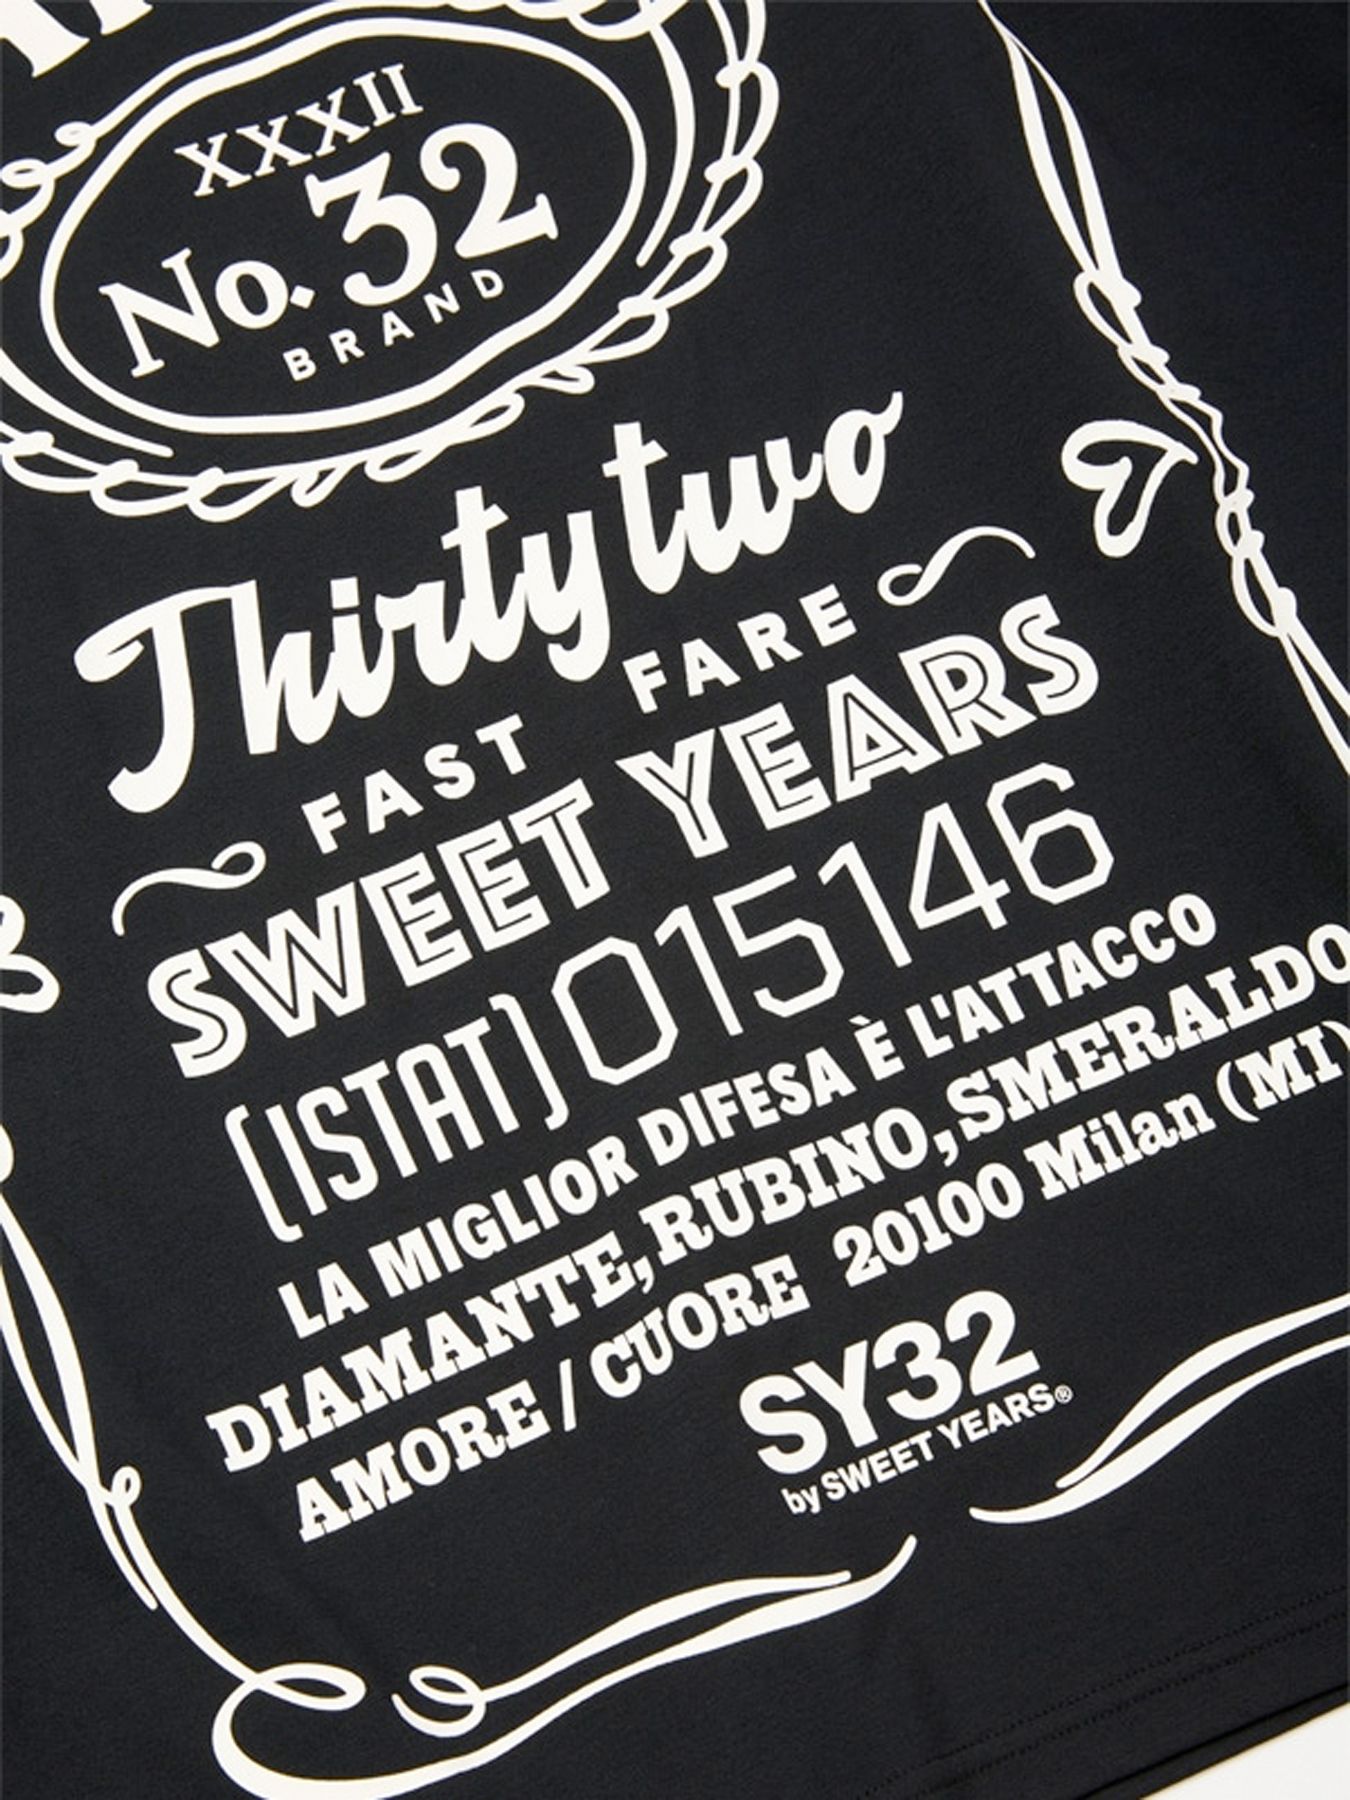 XXXII
No. 32
BRAND
Thirty two
FAST FARE
SWEET YEARS
(ISTAT) 015146
LA MIGLIOR DIFESA È L'ATTACCO
DIAMANTE, RUBINO, SMERALDO
AMORE / CUORE 20100 Milan (MI)
SY32
by SWEET YEARS®